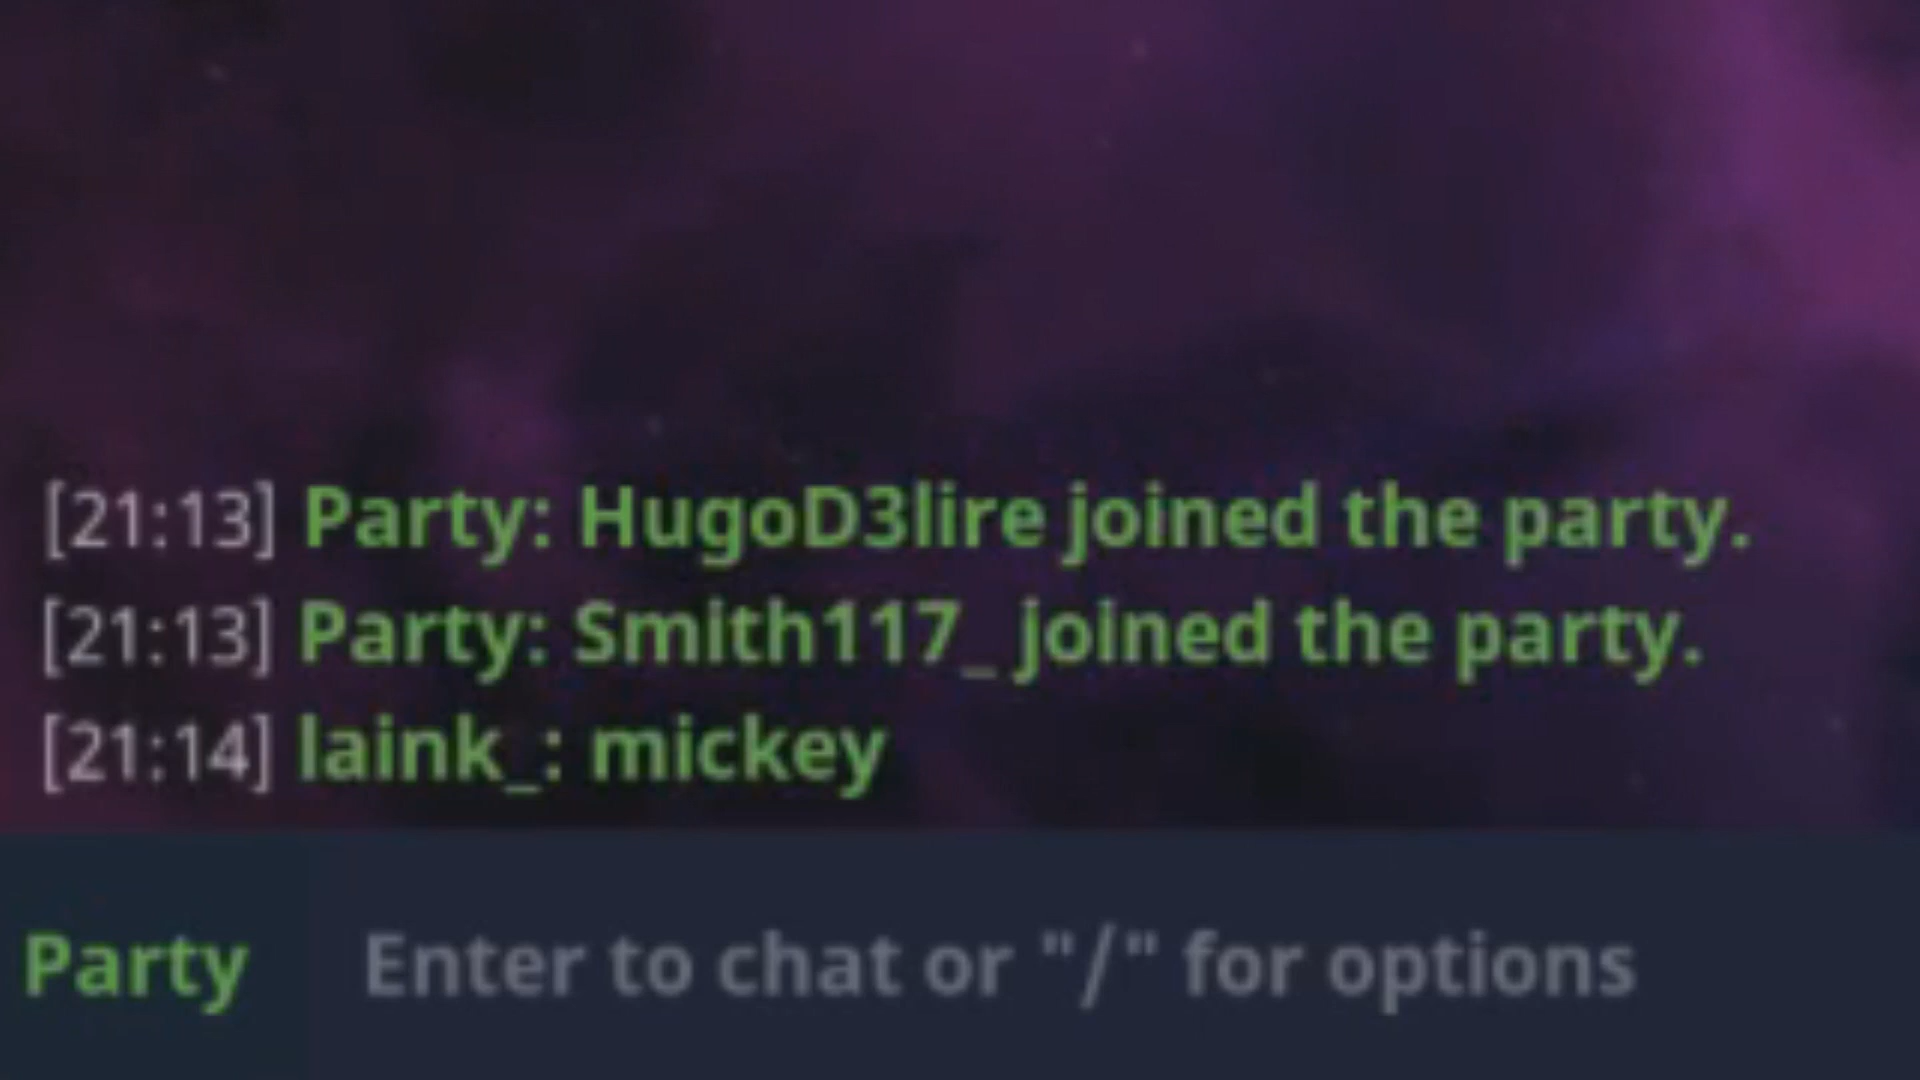 [21:13] Party: HugoD3lire joined the party.
[21:13] Party: Smith117_ joined the party.
[21:14] laink_: mickey
Party Enter to chat or "/" for options